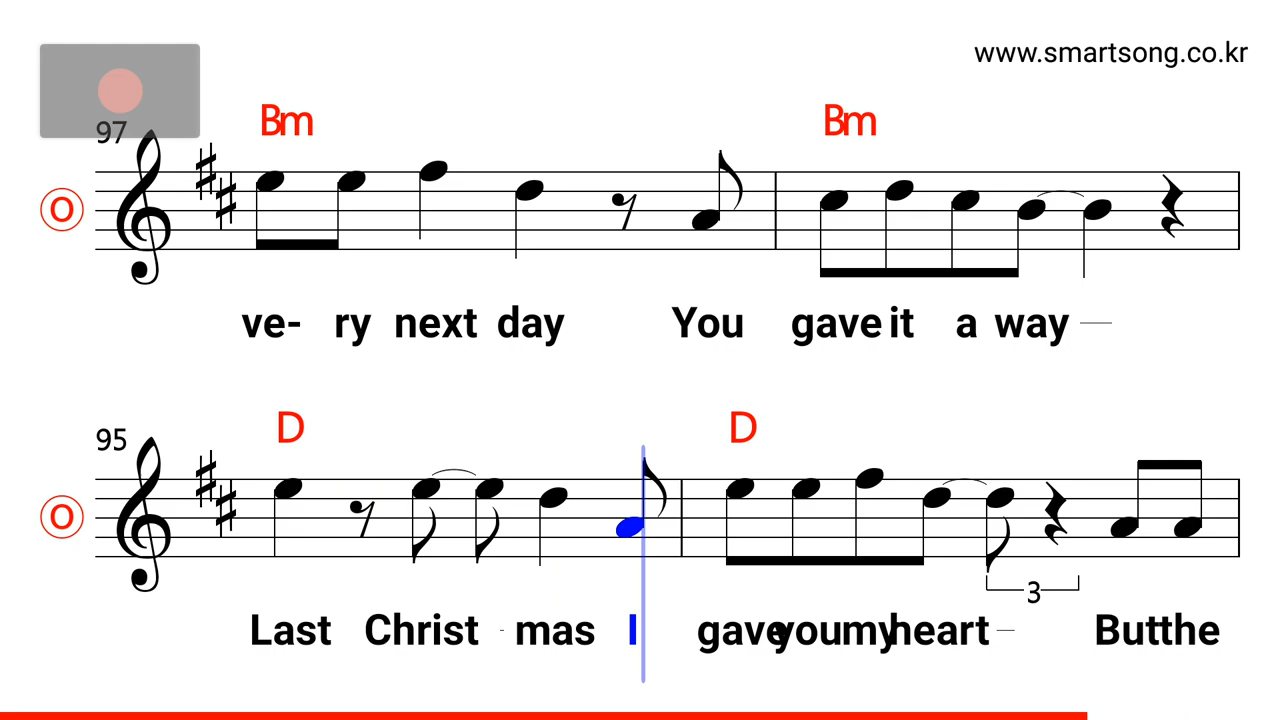 www.smartsong.co.kr
Bm Bm
97
O
ve- ry next day You gave it a way
D D
95
O
3
Last Christ - mas I gave you my heart But the